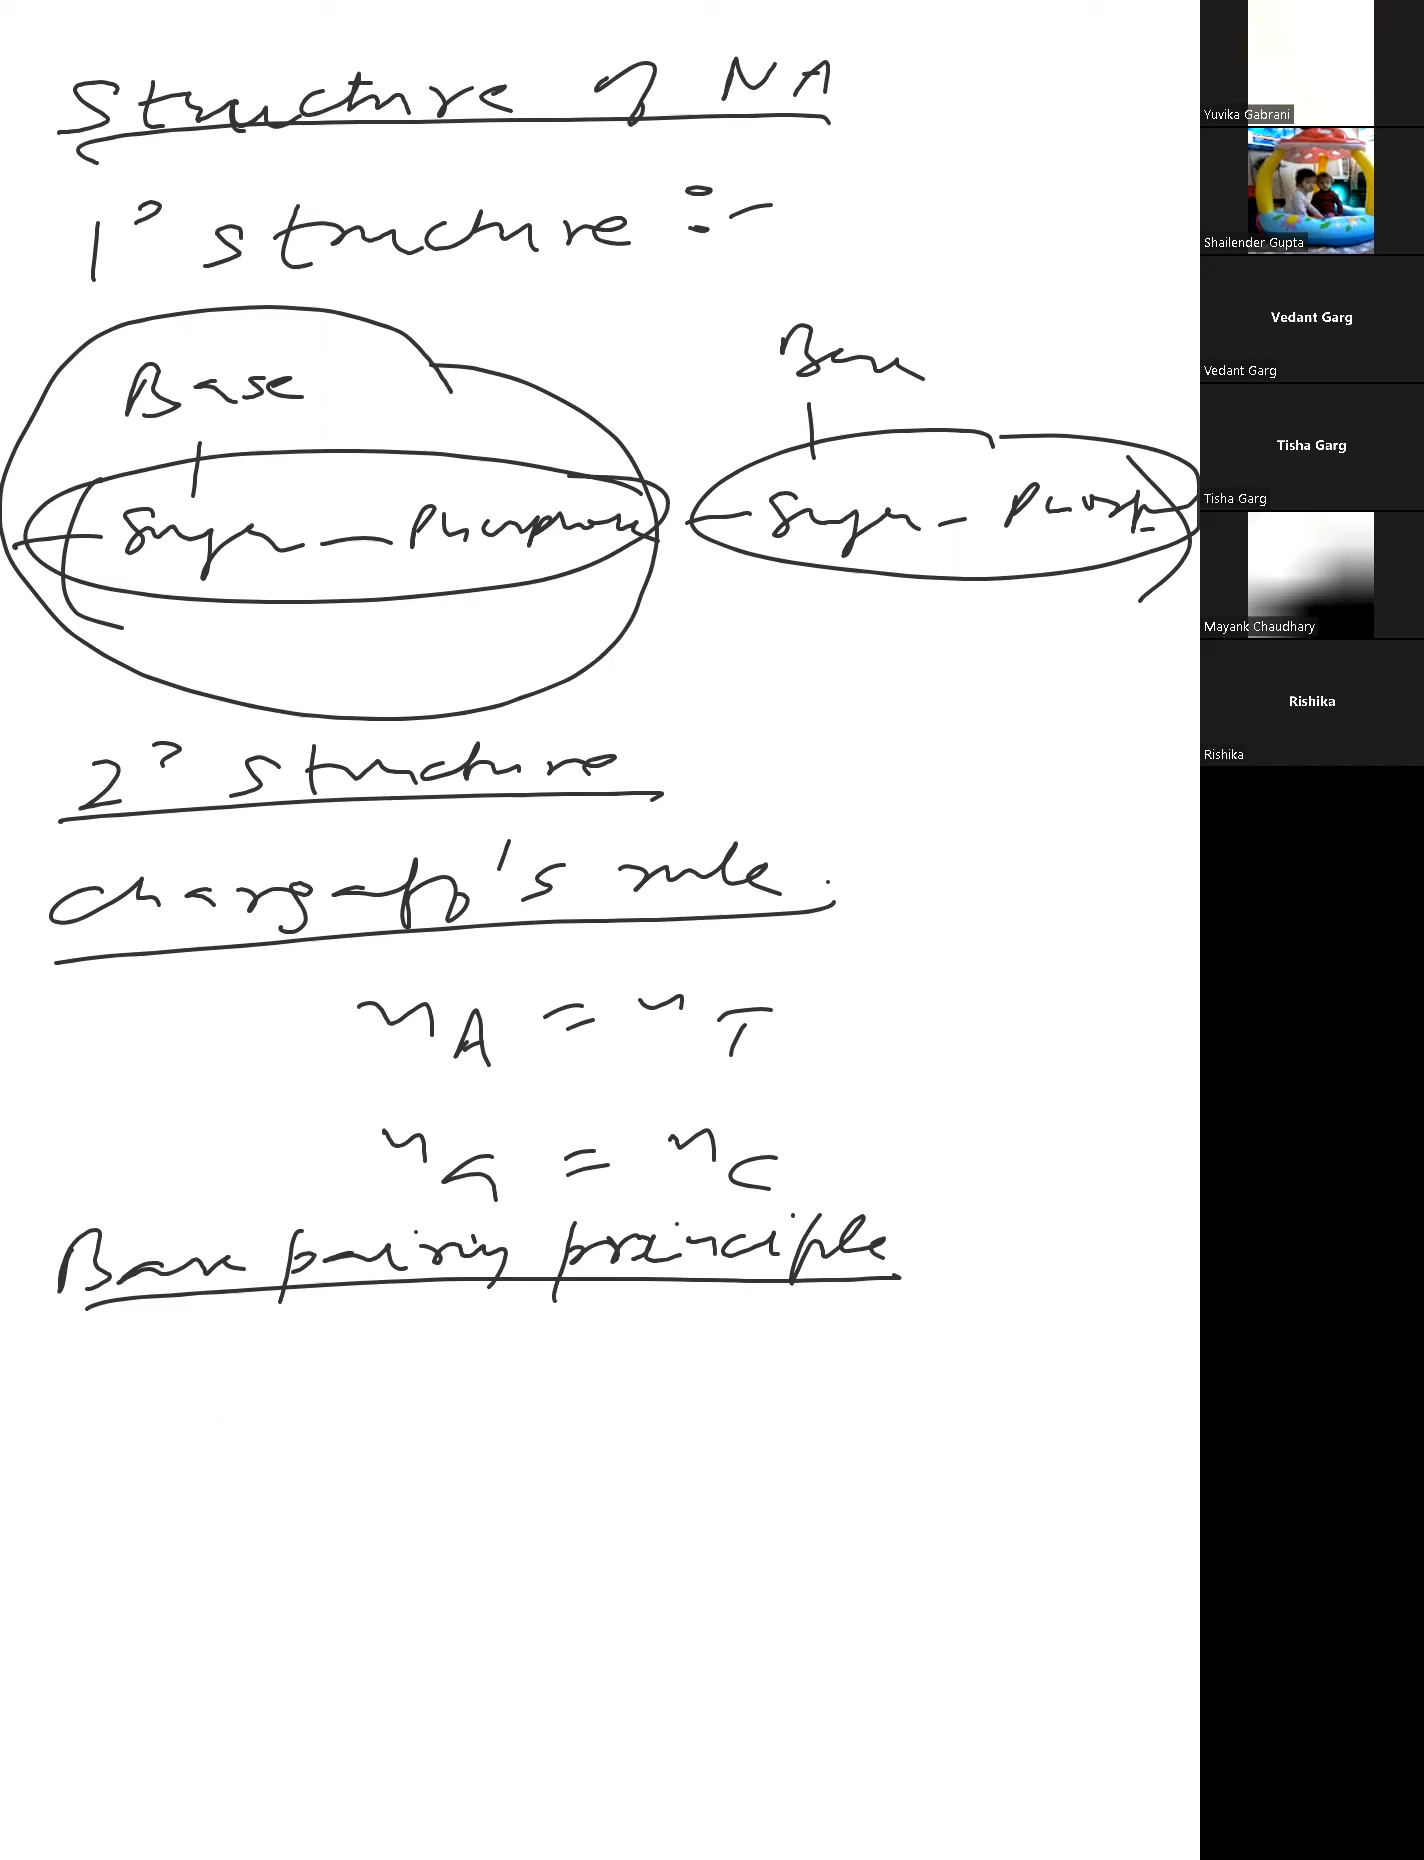 Structure of NA
1° structure :-
Base Base
- Sugar - Phosphate - Sugar - Phosp
2° structure
Chargaff's rule.
nA = nT
nG = nC
Base pairing principle
Yuvika Gabrani
Shailender Gupta
Vedant Garg
Vedant Garg
Tisha Garg
Tisha Garg
Mayank Chaudhary
Rishika
Rishika